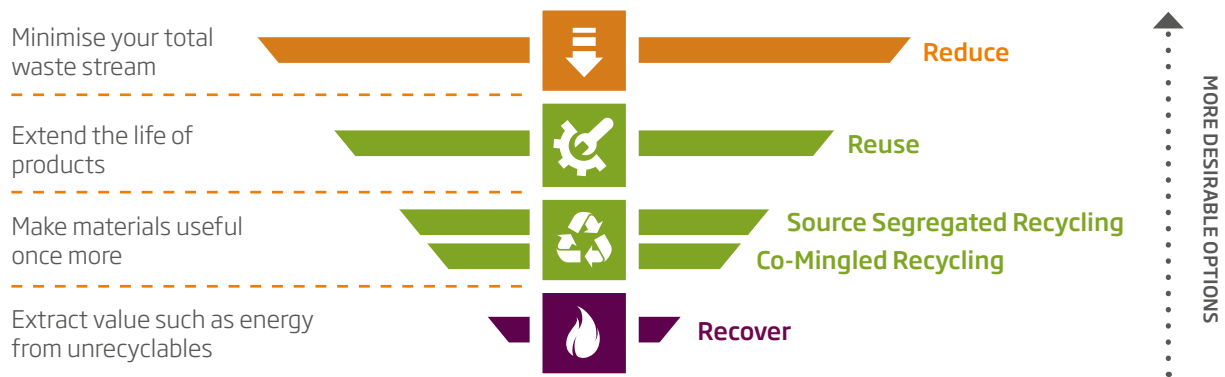 Minimise your total
waste stream
Reduce
Extend the life of
products
Reuse
Make materials useful
once more
Source Segregated Recycling
Co-Mingled Recycling
Extract value such as energy
from unrecyclables
Recover
MORE DESIRABLE OPTIONS